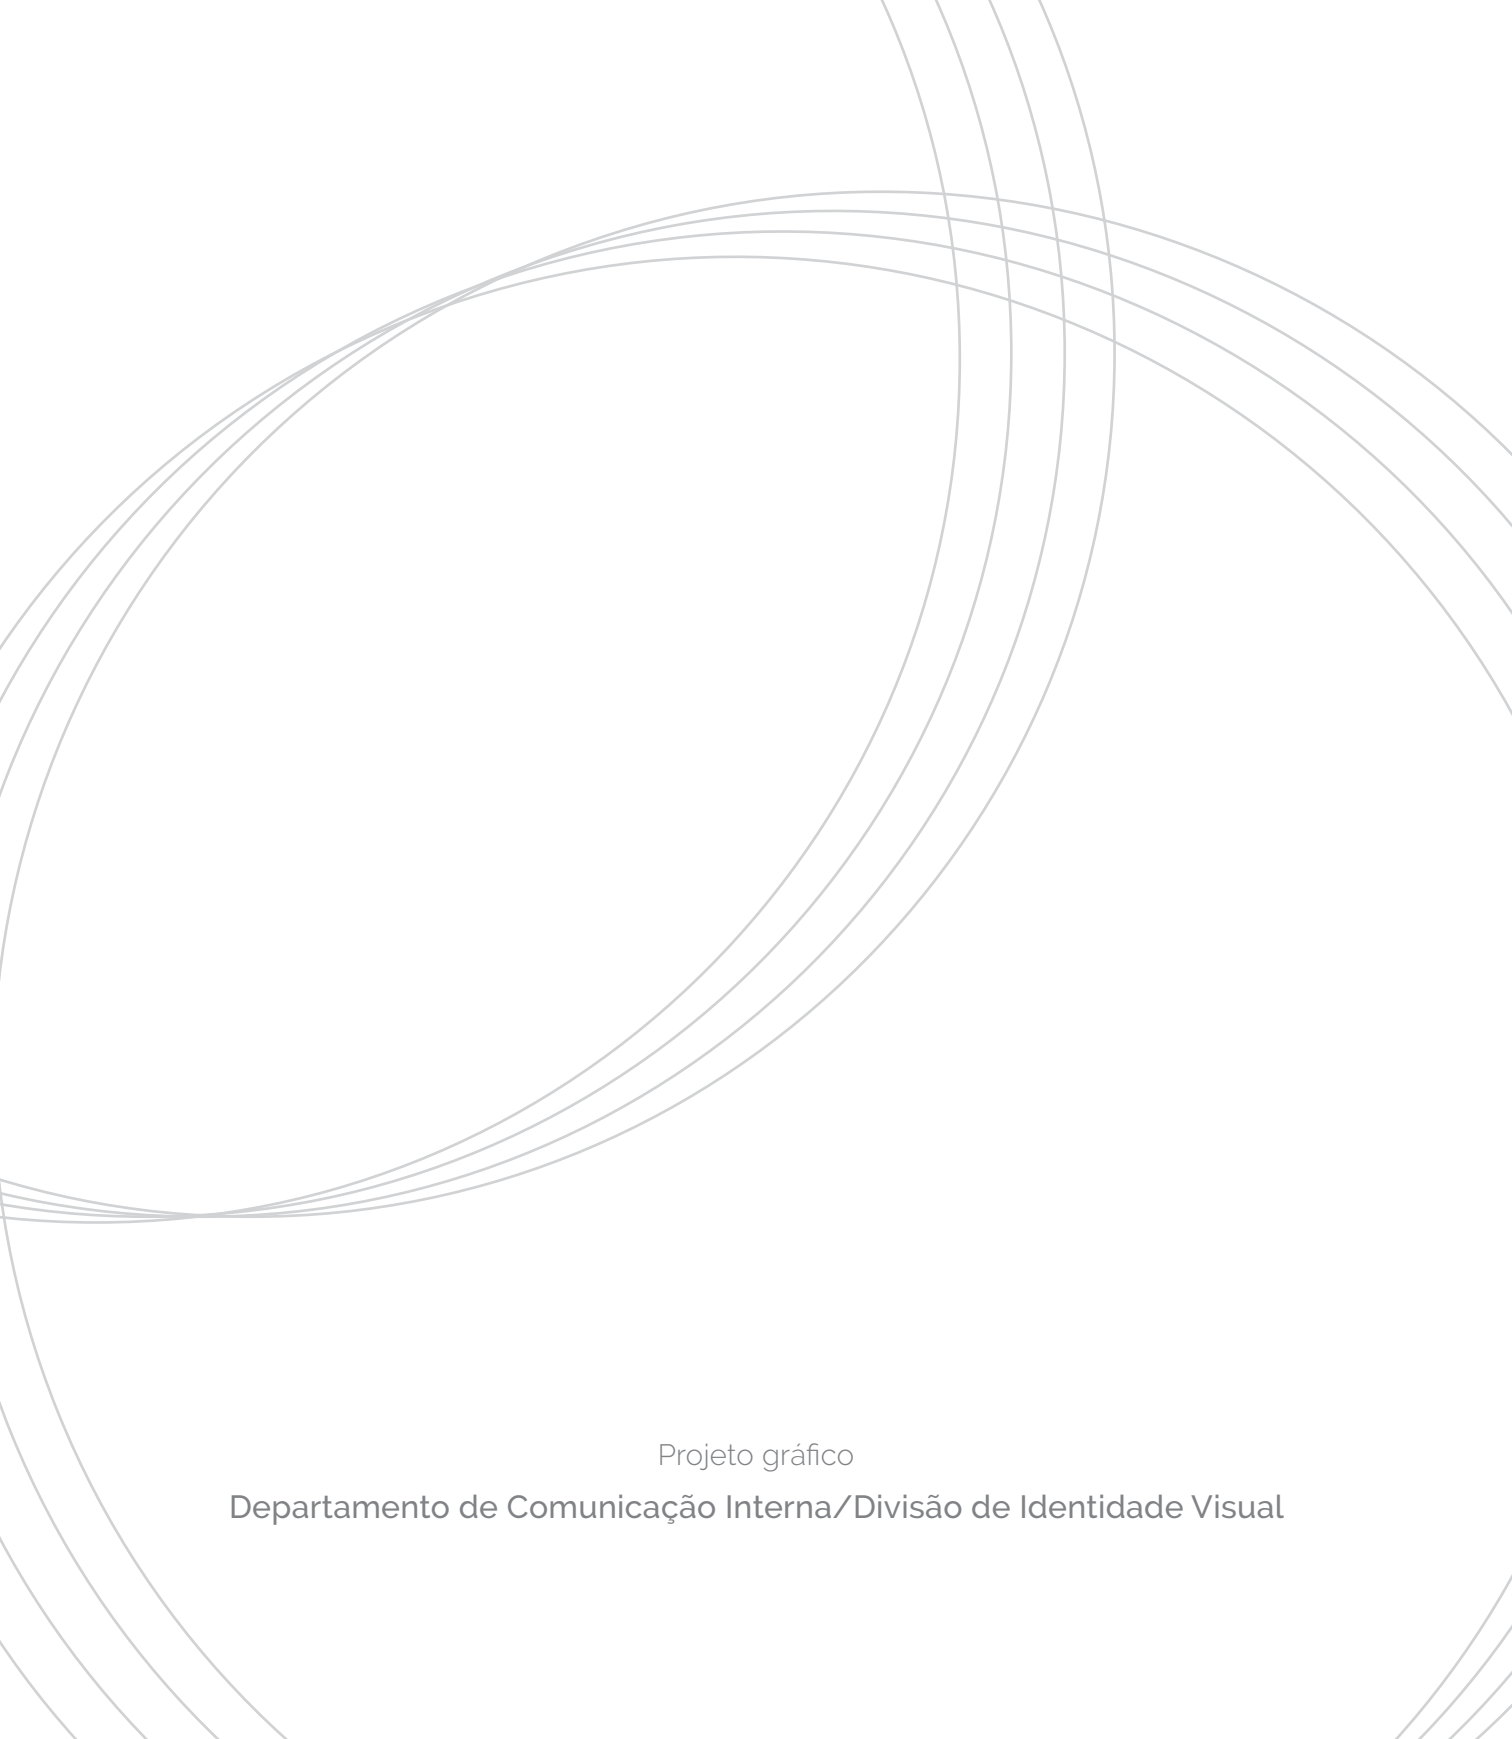 Projeto gráfico
Departamento de Comunicação Interna/Divisão de Identidade Visual